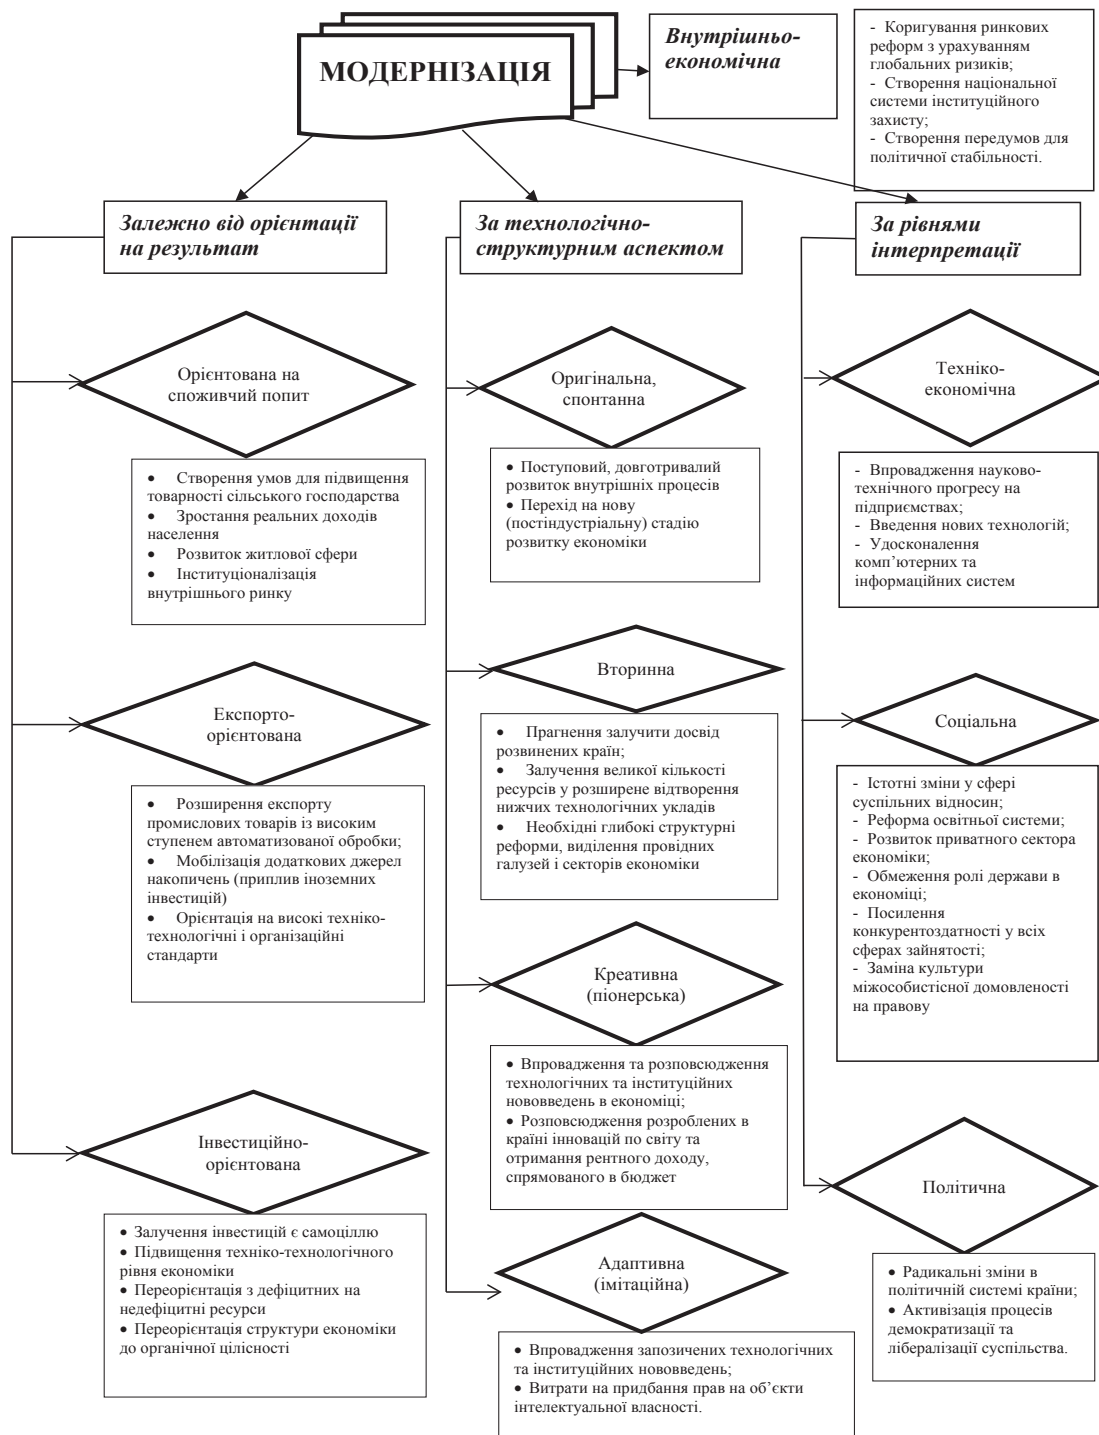 МОДЕРНІЗАЦІЯ
Внутрішньо-
економічна
- Коригування ринкових
реформ з урахуванням
глобальних ризиків;
- Створення національної
системи інституційного
захисту;
- Створення передумов для
політичної стабільності.
Залежно від орієнтації
на результат
Орієнтована на
споживчий попит
• Створення умов для підвищення
товарності сільського господарства
• Зростання реальних доходів
населення
• Розвиток житлової сфери
• Інституціоналізація
внутрішнього ринку
Експорто-
орієнтована
• Розширення експорту
промислових товарів із високим
ступенем автоматизованої обробки;
• Мобілізація додаткових джерел
накопичень (приплив іноземних
інвестицій)
• Орієнтація на високі техніко-
технологічні і організаційні
стандарти
Інвестиційно-
орієнтована
• Залучення інвестицій є самоціллю
• Підвищення техніко-технологічного
рівня економіки
• Переорієнтація з дефіцитних на
недефіцитні ресурси
• Переорієнтація структури економіки
до органічної цілісності
За технологічно-
структурним аспектом
Оригінальна,
спонтанна
• Поступовий, довготривалий
розвиток внутрішніх процесів
• Перехід на нову
(постіндустріальну) стадію
розвитку економіки
Вторинна
• Прагнення залучити досвід
розвинених країн;
• Залучення великої кількості
ресурсів у розширене відтворення
нижчих технологічних укладів
• Необхідні глибокі структурні
реформи, виділення провідних
галузей і секторів економіки
Креативна
(піонерська)
• Впровадження та розповсюдження
технологічних та інституційних
нововведень в економіці;
• Розповсюдження розроблених в
країні інновацій по світу та
отримання рентного доходу,
спрямованого в бюджет
Адаптивна
(імітаційна)
• Впровадження запозичених технологічних
та інституційних нововведень;
• Витрати на придбання прав на об’єкти
інтелектуальної власності.
За рівнями
інтерпретації
Техніко-
економічна
- Впровадження науково-
технічного прогресу на
підприємствах;
- Введення нових технологій;
- Удосконалення
комп’ютерних та
інформаційних систем
Соціальна
- Істотні зміни у сфері
суспільних відносин;
- Реформа освітньої системи;
- Розвиток приватного сектора
економіки;
- Обмеження ролі держави в
економіці;
- Посилення
конкурентоздатності у всіх
сферах зайнятості;
- Заміна культури
міжособистісної домовленості
на правову
Політична
• Радикальні зміни в
політичній системі країни;
• Активізація процесів
демократизації та
лібералізації суспільства.